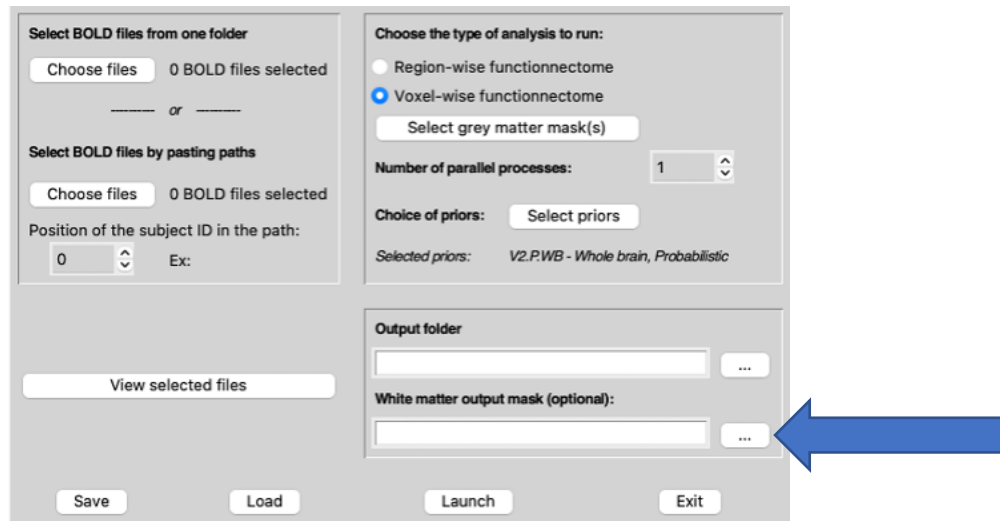 Select BOLD files from one folder
Choose files 0 BOLD files selected
---------- or ----------
Select BOLD files by pasting paths
Choose files 0 BOLD files selected
Position of the subject ID in the path:
0 Ex:
View selected files
Choose the type of analysis to run:
Region-wise functionnectome
Voxel-wise functionnectome
Select grey matter mask(s)
Number of parallel processes: 1
Choice of priors: Select priors
Selected priors: V2.P.WB - Whole brain, Probabilistic
Output folder
...
White matter output mask (optional):
...
Save Load Launch Exit